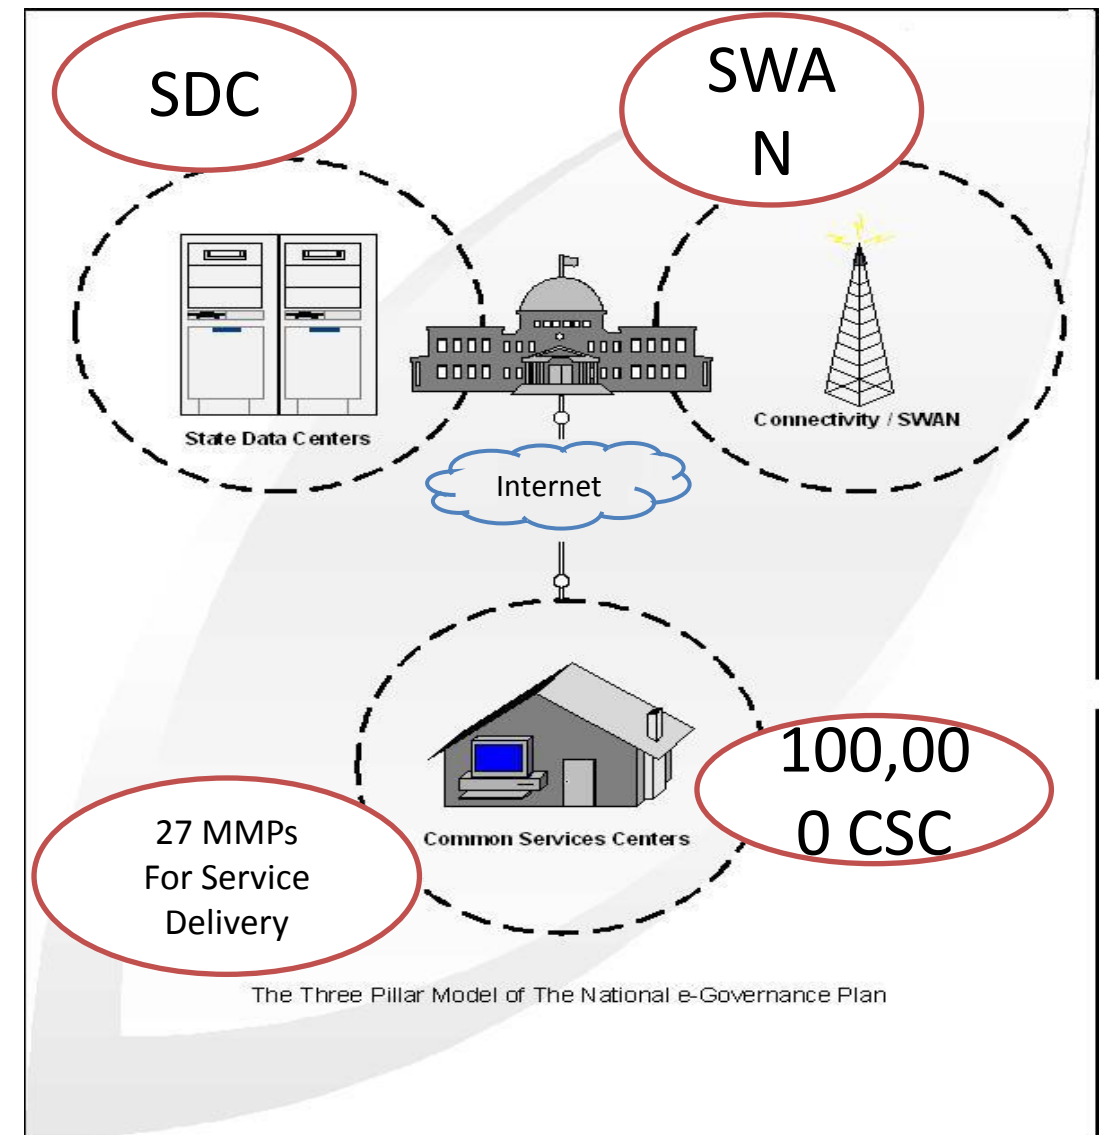 SDC
SWA
N
State Data Centers
Connectivity / SWAN
Internet
Common Services Centers
100,00
0 CSC
27 MMPs
For Service
Delivery
The Three Pillar Model of The National e-Governance Plan